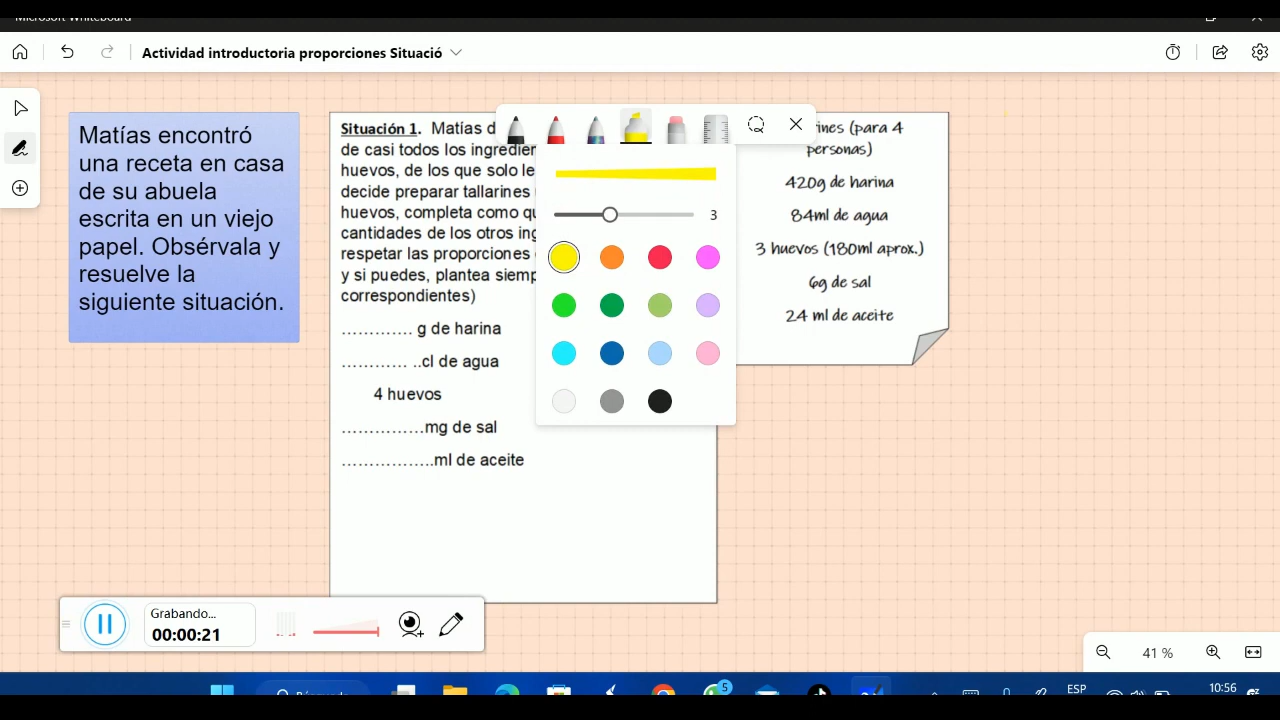 Microsoft Whiteboard
Actividad introductoria proporciones Situació
Matías encontró
una receta en casa
de su abuela
escrita en un viejo
papel. Obsérvala y
resuelve la
siguiente situación.
Situación 1. Matías d
de casi todos los ingredien
huevos, de los que solo le
decide preparar tallarines
huevos, completa como qu
cantidades de los otros ing
respetar las proporciones
y si puedes, plantea siemp
correspondientes)
............. g de harina
............ ..cl de agua
4 huevos
...............mg de sal
.................ml de aceite
3
rines (para 4
personas)
420g de harina
84ml de agua
3 huevos (180ml aprox.)
6g de sal
24 ml de aceite
Grabando...
00:00:21
41 %
Búsqueda
5
ESP
10:56